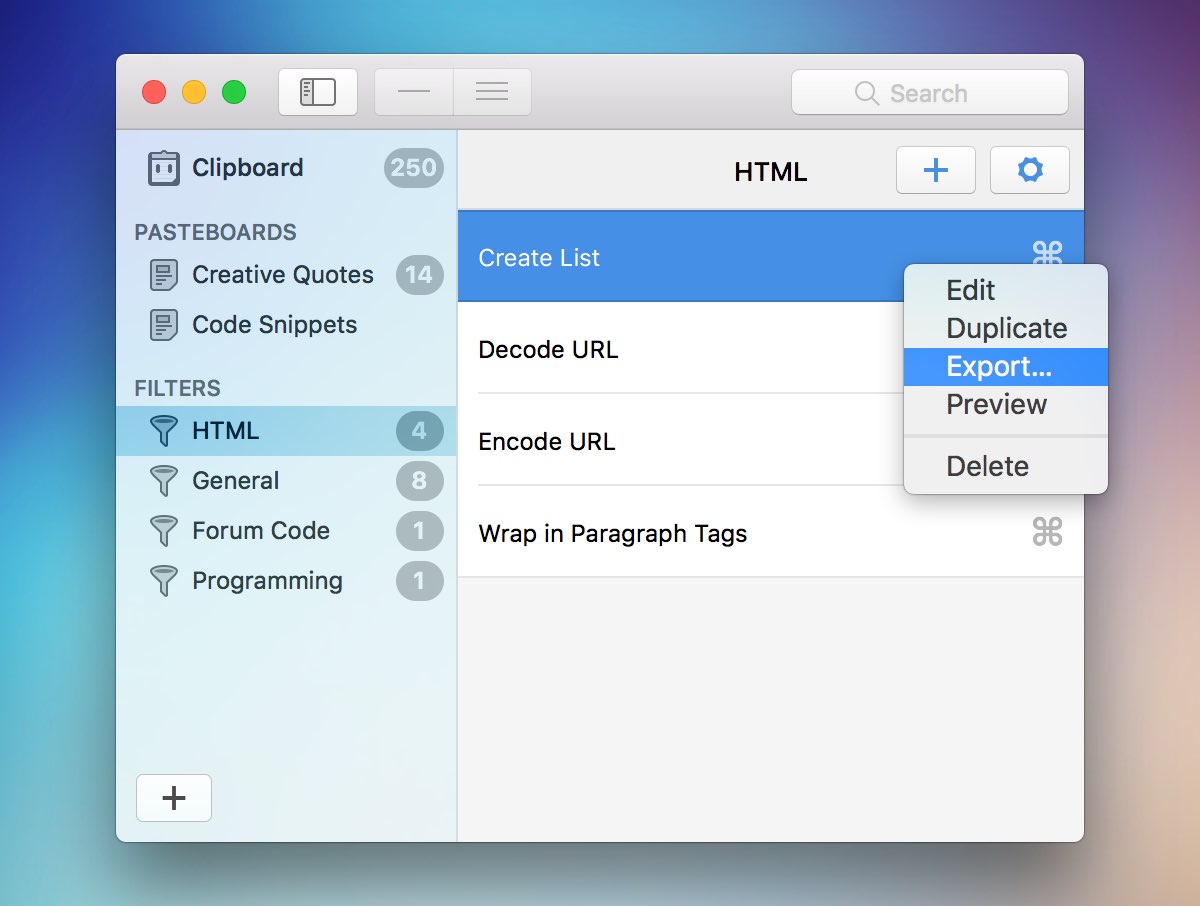 Search
Clipboard 250
PASTEBOARDS
Creative Quotes 14
Code Snippets
FILTERS
HTML 4
General 8
Forum Code 1
Programming 1
HTML
Create List
Decode URL
Encode URL
Wrap in Paragraph Tags
Edit
Duplicate
Export...
Preview
Delete